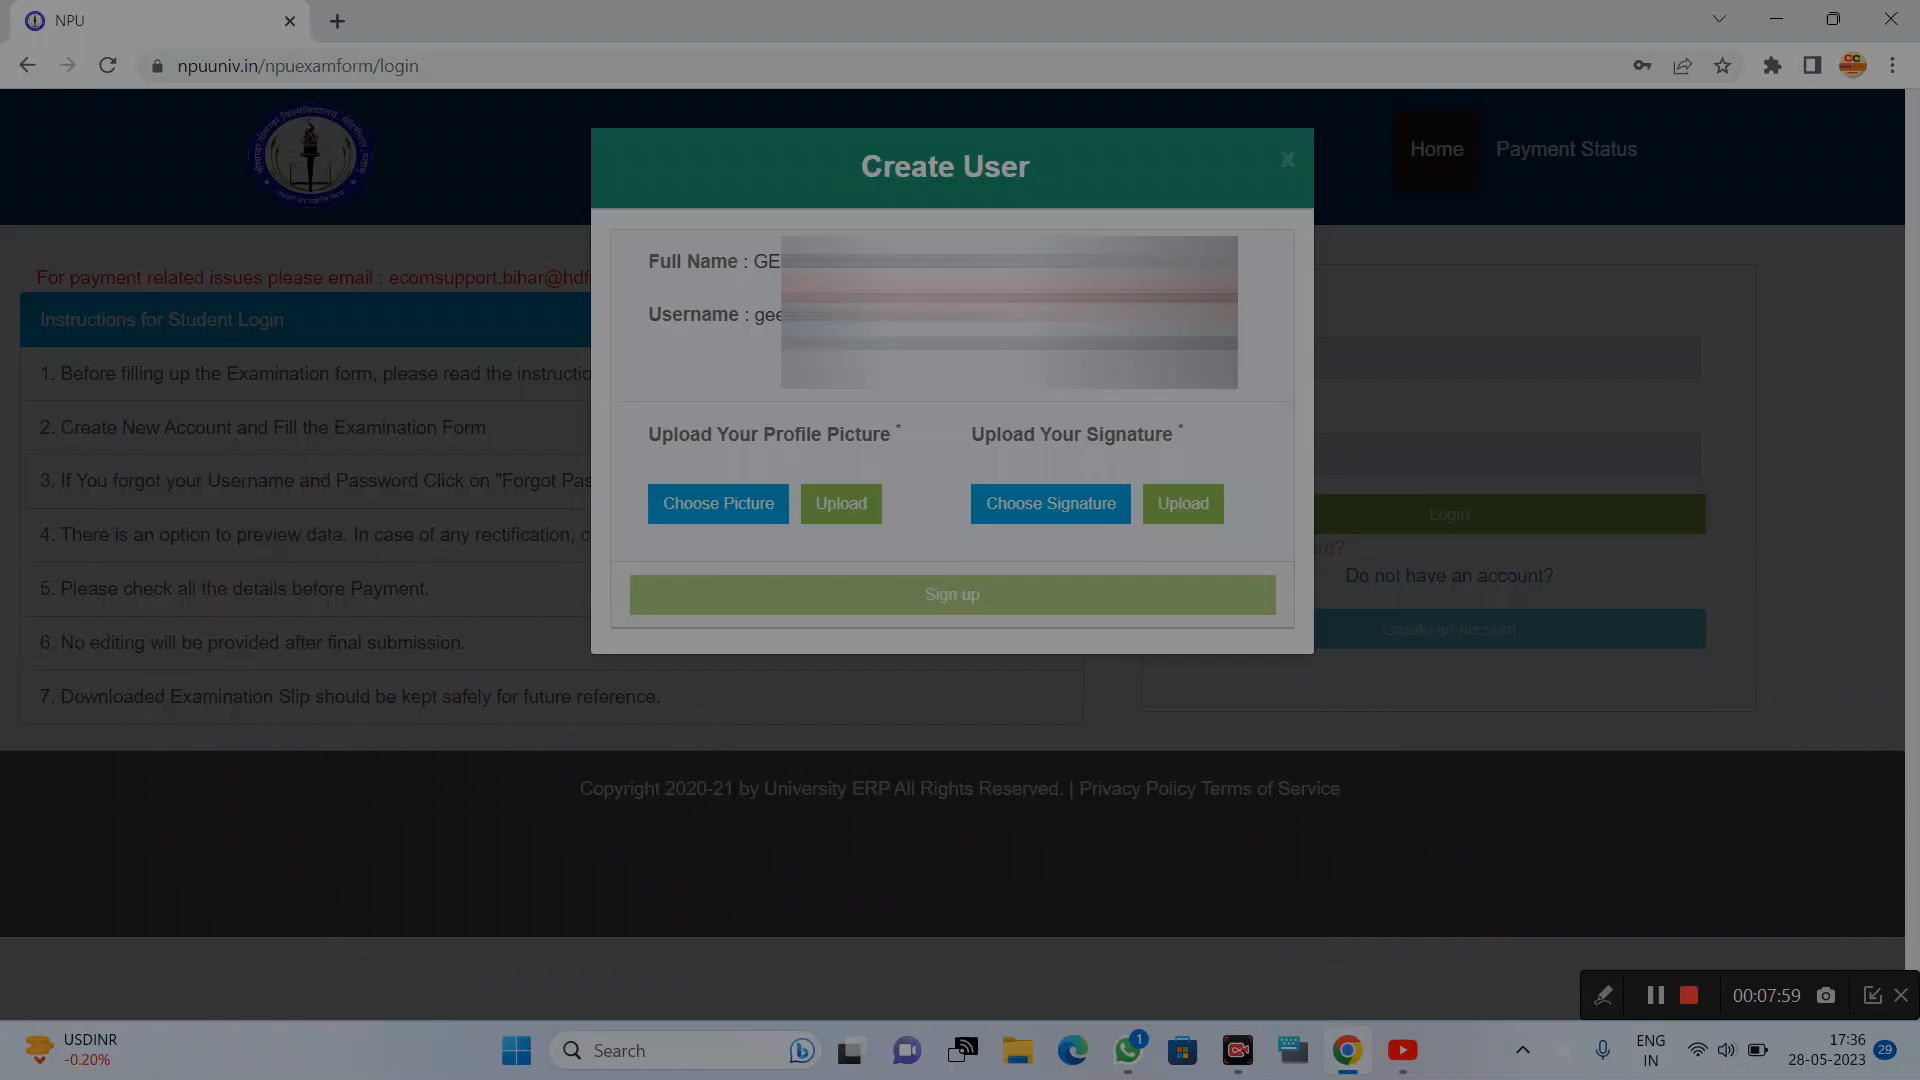 NPU
npuuniv.in/npuexamform/login
Home
Payment Status
Create User
x
Full Name : GE
Username : gee
For payment related issues please email : ecomsupport.bihar@hdf
Instructions for Student Login
1. Before filling up the Examination form, please read the instructio
2. Create New Account and Fill the Examination Form
3. If You forgot your Username and Password Click on "Forgot Pas
4. There is an option to preview data. In case of any rectification, c
5. Please check all the details before Payment.
6. No editing will be provided after final submission.
7. Downloaded Examination Slip should be kept safely for future reference.
Upload Your Profile Picture *
Upload Your Signature *
Choose Picture
Upload
Choose Signature
Upload
Sign up
Login
rd?
Do not have an account?
Create an account
Copyright 2020-21 by University ERP All Rights Reserved. | Privacy Policy Terms of Service
00:07:59
USDINR
-0.20%
Search
1
ENG
IN
17:36
28-05-2023
29